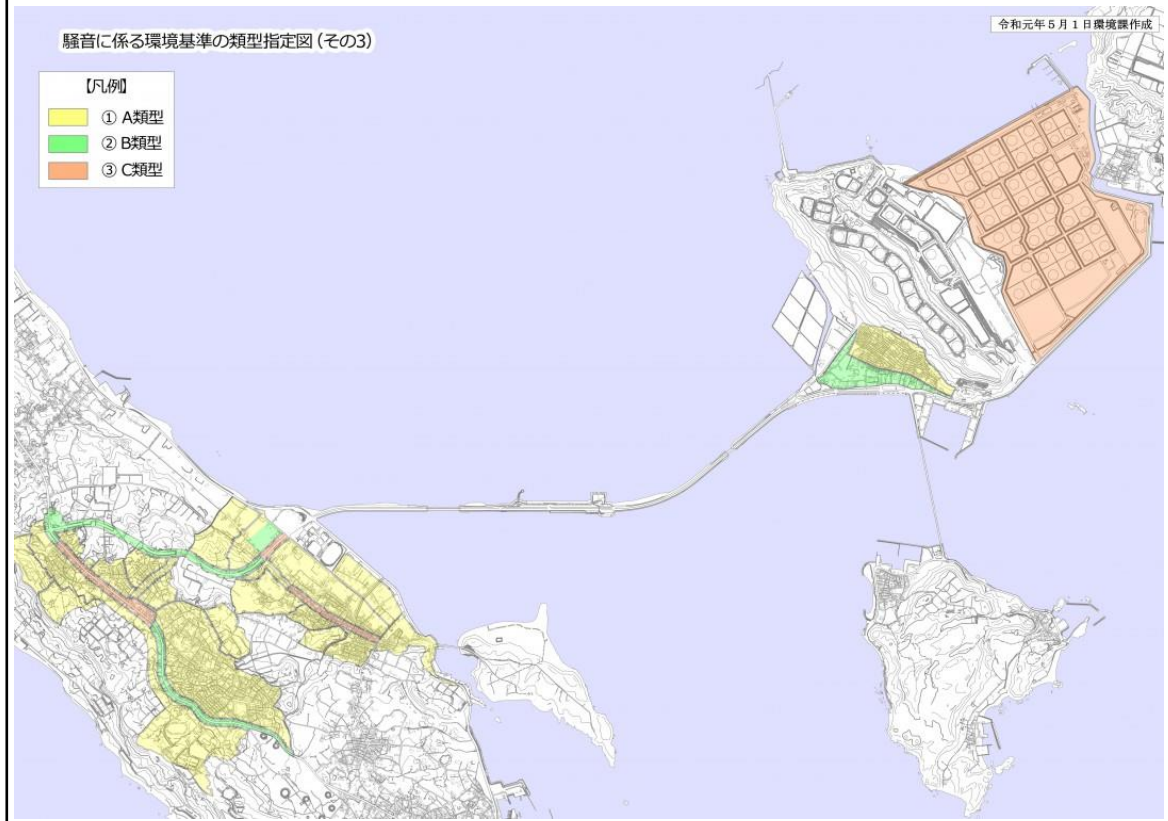 騒音に係る環境基準の類型指定図(その3)
令和元年5月1日環境課作成
【凡例】
① A類型
② B類型
③ C類型